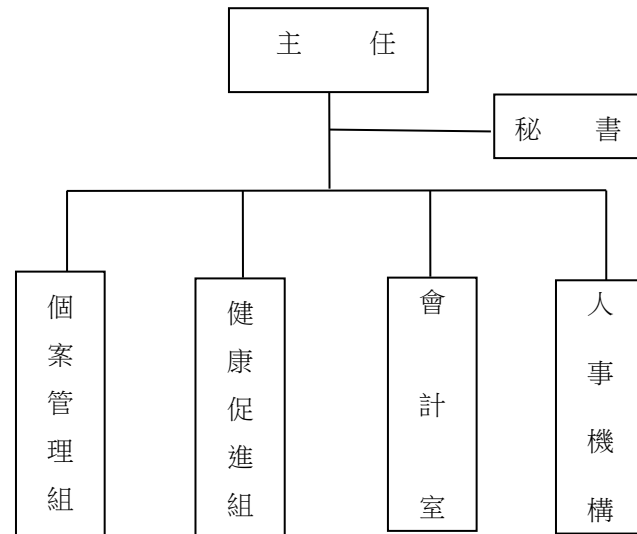 主　　任
秘　　書
個案管理組
健康促進組
會計室
人事機構